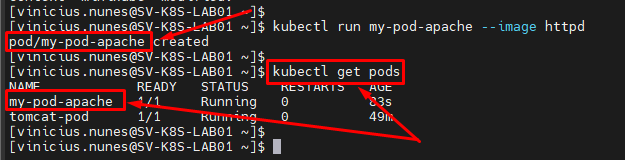 [vinicius.nunes@SV-K8S-LAB01 ~]$
[vinicius.nunes@SV-K8S-LAB01 ~]$ kubectl run my-pod-apache --image httpd
pod/my-pod-apache created
[vinicius.nunes@SV-K8S-LAB01 ~]$
[vinicius.nunes@SV-K8S-LAB01 ~]$ kubectl get pods
NAME READY STATUS RESTARTS AGE
my-pod-apache 1/1 Running 0 83s
tomcat-pod 1/1 Running 0 49m
[vinicius.nunes@SV-K8S-LAB01 ~]$
[vinicius.nunes@SV-K8S-LAB01 ~]$